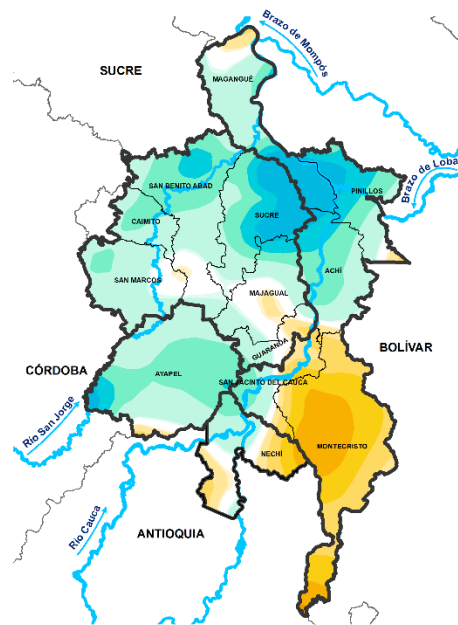 Brazo de Mompós
SUCRE
MAGANGUÉ
Brazo de Loba
SAN BENITO ABAD
PINILLOS
SUCRE
CAIMITO
ACHÍ
SAN MARCOS
MAJAGUAL
BOLÍVAR
GUARANDA
CÓRDOBA
AYAPEL
SAN JACINTO DEL CAUCA
Río San Jorge
MONTECRISTO
NECHÍ
Río Cauca
ANTIOQUIA